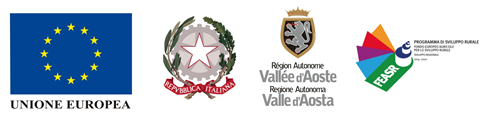 UNIONE EUROPEA
REPVBBLICA ITALIANA
Région Autonome
Vallée d'Aoste
Regione Autonoma
Valle d'Aosta
FEASR
PROGRAMMA DI SVILUPPO RURALE
FONDO EUROPEO AGRICOLO
PER LO SVILUPPO RURALE